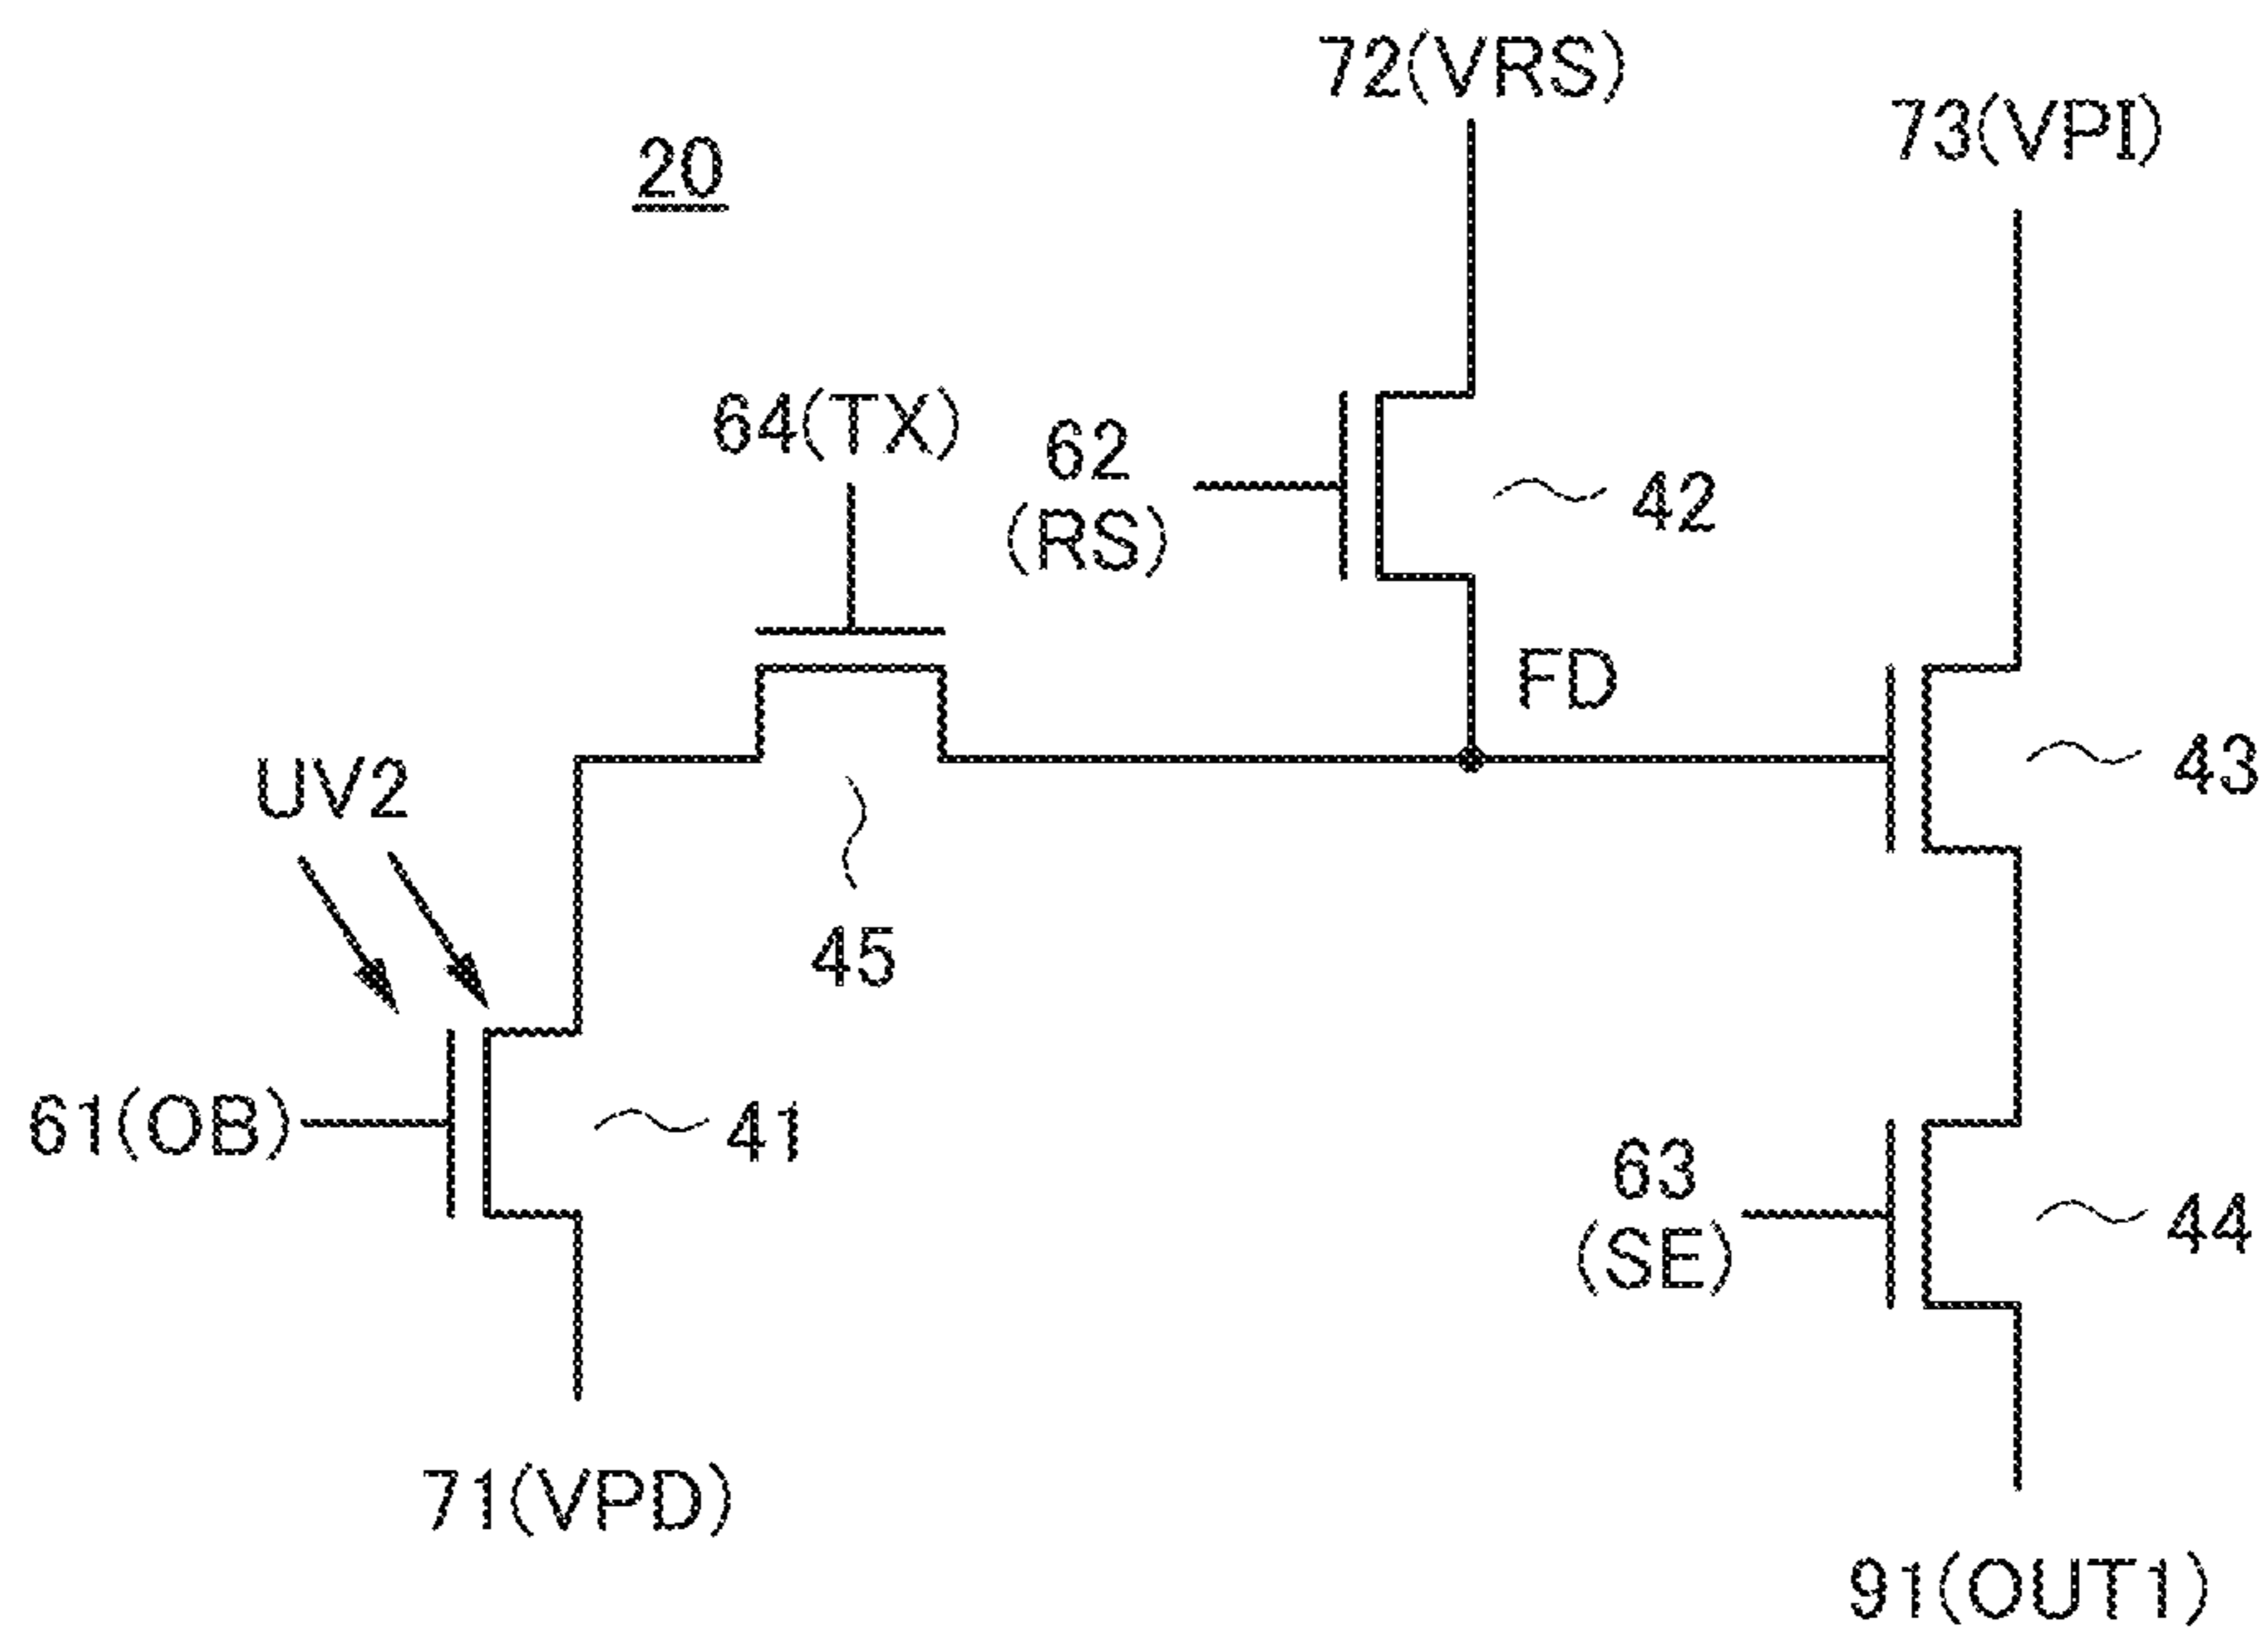 72(VRS)
73(VPI)
20
64(TX)
62
(RS)
42
FD
UV2
43
45
61(OB)
41
63
(SE)
44
71(VPD)
91(OUT1)